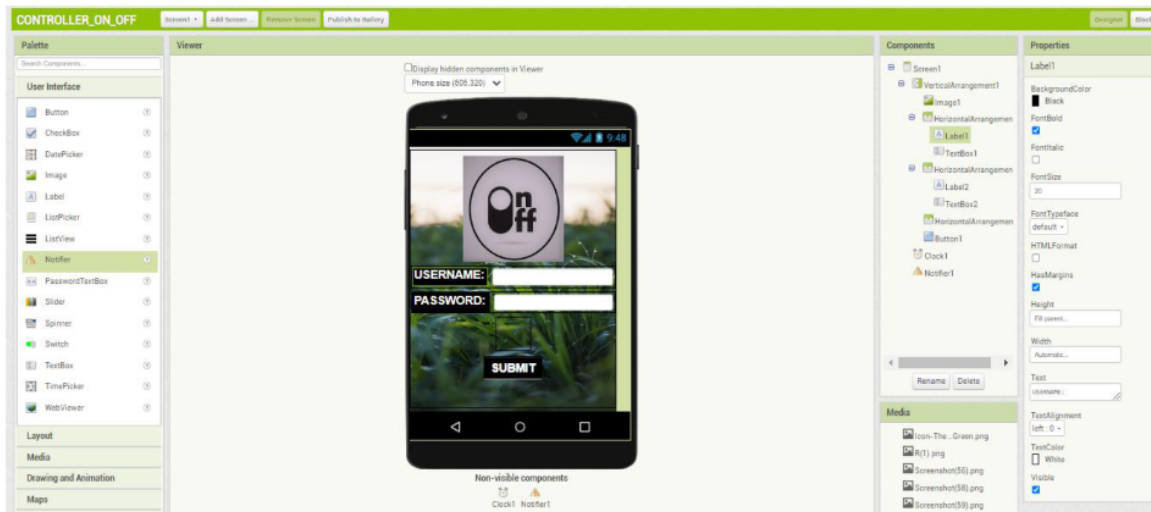 CONTROLLER_ON_OFF
Screen1
Add Screen ...
Remove Screen
Publish to Gallery
Designer
Palette
Search Components...
User Interface
Button
CheckBox
DatePicker
Image
Label
ListPicker
ListView
Notifier
PasswordTextBox
Slider
Spinner
Switch
TextBox
TimePicker
WebViewer
Layout
Media
Drawing and Animation
Maps
Viewer
Display hidden components in Viewer
Phone size (505,320)
9:48
On
Off
USERNAME:
PASSWORD:
SUBMIT
Non-visible components
Clock1 Notifier1
Components
Screen1
VerticalArrangement1
Image1
HorizontalArrangemen
Label1
TextBox1
HorizontalArrangemen
Label2
TextBox2
HorizontalArrangemen
Button1
Clock1
Notifier1
Rename Delete
Media
Icon-The...Green.png
R(1).png
Screenshot(56).png
Screenshot(58).png
Screenshot(59).png
Properties
Label1
BackgroundColor
Black
FontBold
FontItalic
FontSize
20
FontTypeface
default
HTMLFormat
HasMargins
Height
Fill parent...
Width
Automatic...
Text
USERNAME:
TextAlignment
left : 0
TextColor
White
Visible